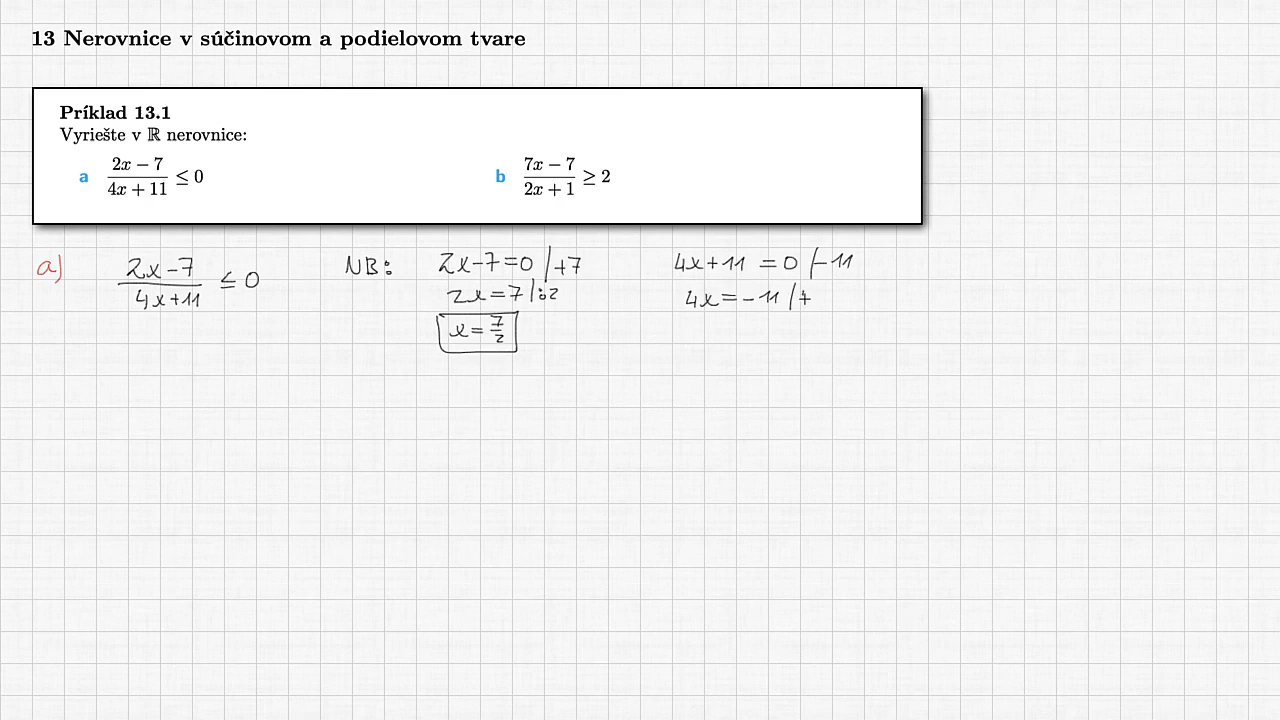 13 Nerovnice v súčinovom a podielovom tvare
Príklad 13.1
Vyriešte v ℝ nerovnice:
a (2x − 7)/(4x + 11) ≤ 0
b (7x − 7)/(2x + 1) ≥ 2
a) (2x−7)/(4x+11) ≤ 0
NB: 2x−7=0 /+7
2x=7 /:2
x=7/2
4x+11=0 /−11
4x=−11 /+